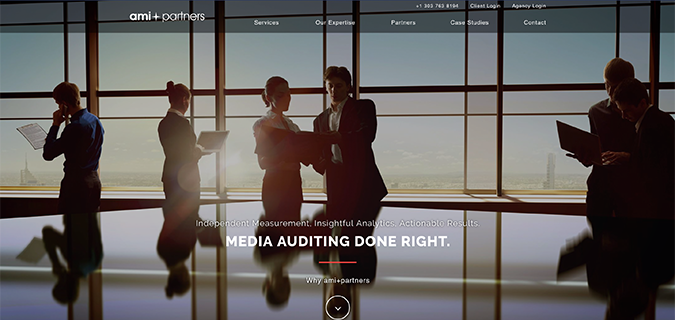 +1 303 763 8194 Client Login Agency Login
ami+partners
Services Our Expertise Partners Case Studies Contact
Independent Measurement. Insightful Analytics. Actionable Results.
MEDIA AUDITING DONE RIGHT.
Why ami+partners